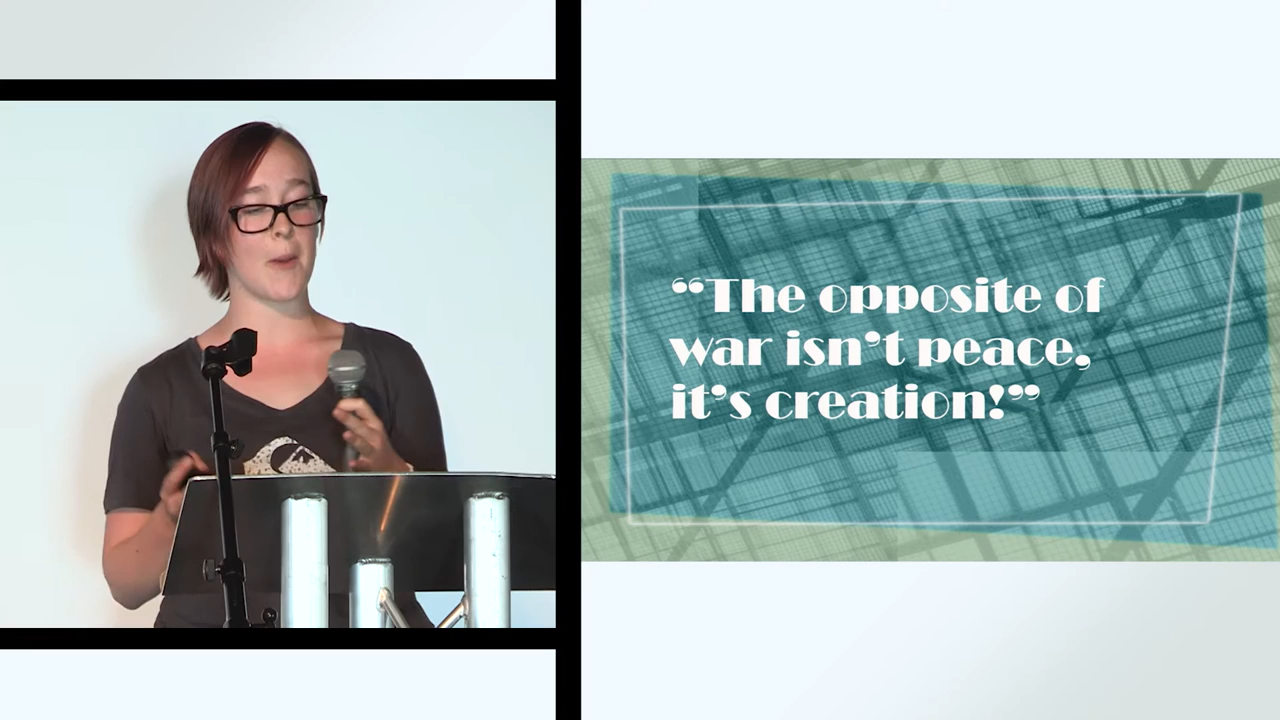 “The opposite of
war isn’t peace,
it’s creation!”